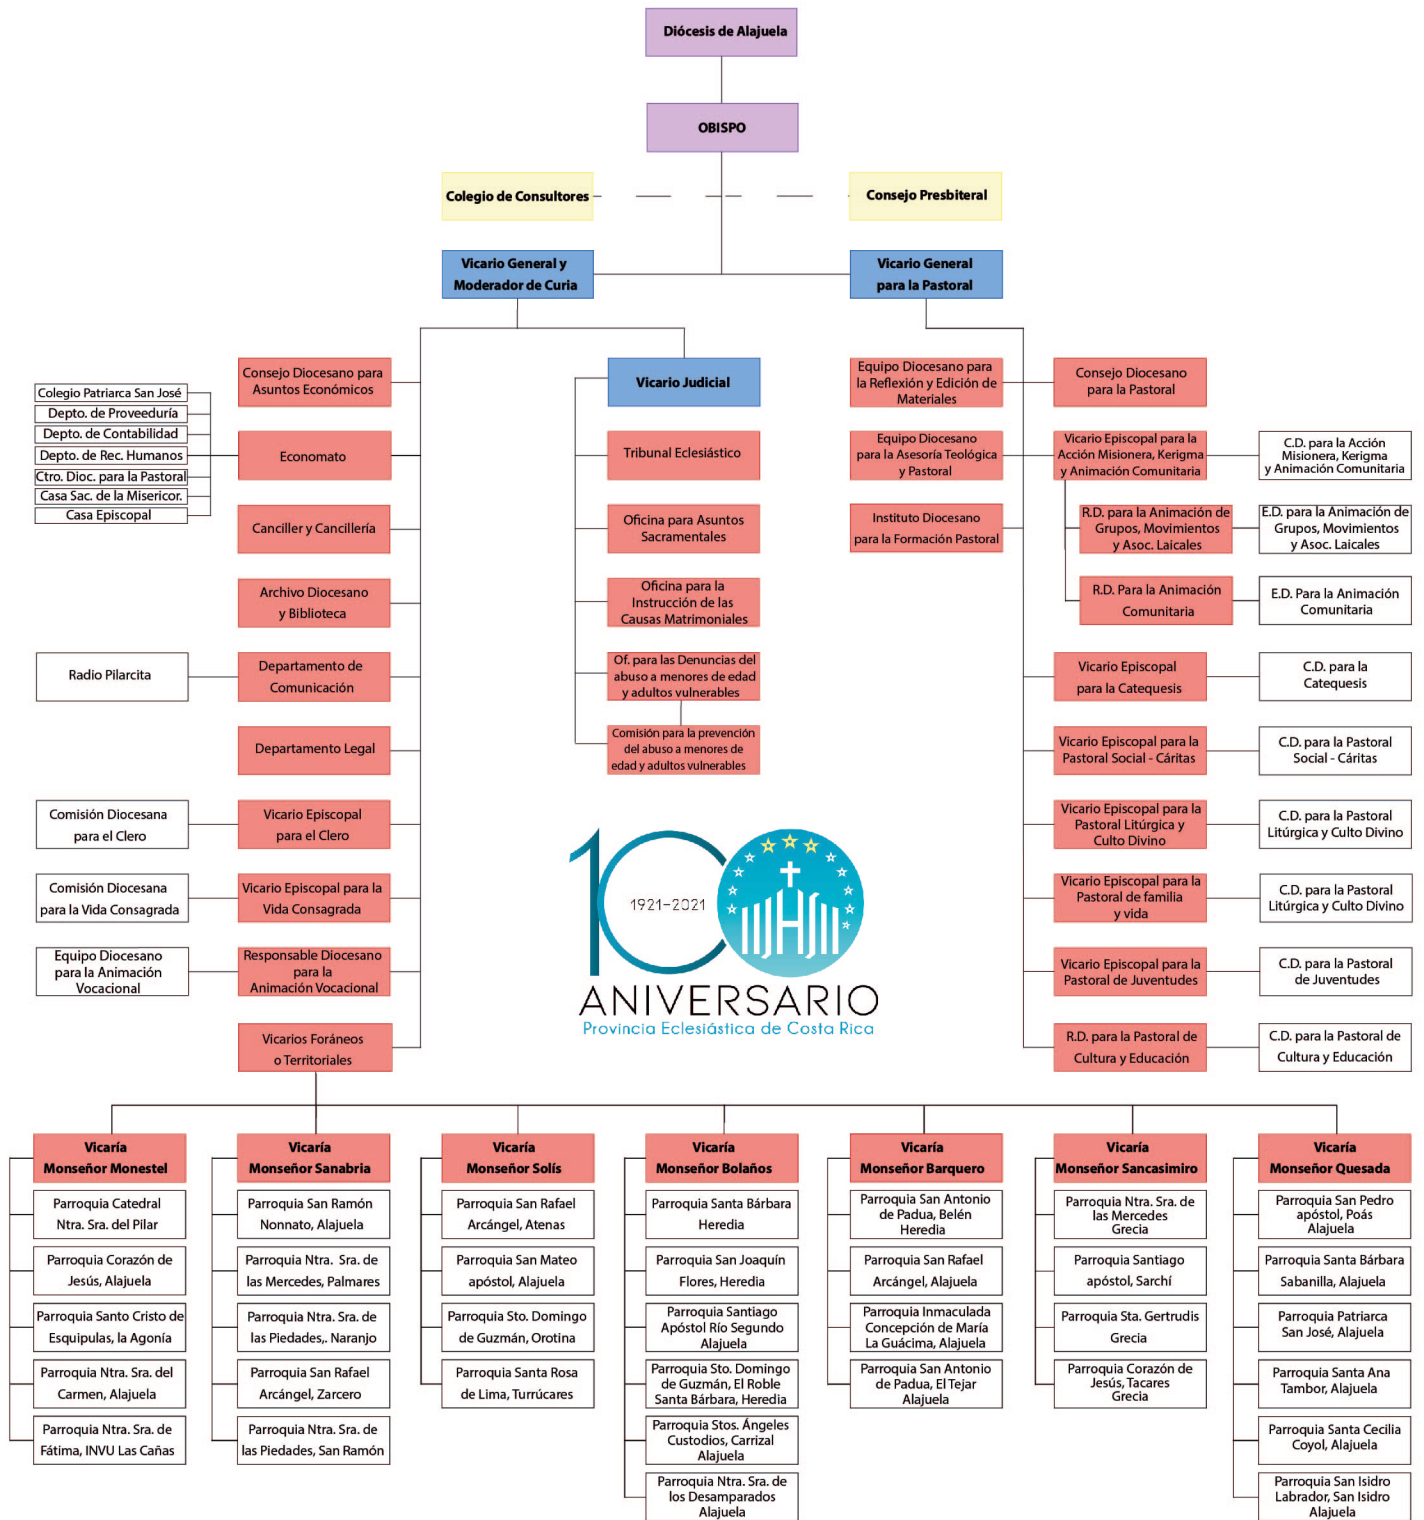 Diócesis de Alajuela
OBISPO
Colegio de Consultores
Consejo Presbiteral
Vicario General y
Moderador de Curia
Vicario General
para la Pastoral
Consejo Diocesano para
Asuntos Económicos
Colegio Patriarca San José
Depto. de Proveeduría
Depto. de Contabilidad
Depto. de Rec. Humanos
Ctro. Dioc. para la Pastoral
Casa Sac. de la Misericor.
Casa Episcopal
Economato
Canciller y Cancillería
Archivo Diocesano
y Biblioteca
Radio Pilarcita
Departamento de
Comunicación
Departamento Legal
Comisión Diocesana
para el Clero
Vicario Episcopal
para el Clero
Comisión Diocesana
para la Vida Consagrada
Vicario Episcopal para la
Vida Consagrada
Equipo Diocesano
para la Animación
Vocacional
Responsable Diocesano
para la
Animación Vocacional
Vicarios Foráneos
o Territoriales
Vicario Judicial
Tribunal Eclesiástico
Oficina para Asuntos
Sacramentales
Oficina para la
Instrucción de las
Causas Matrimoniales
Of. para las Denuncias del
abuso a menores de edad
y adultos vulnerables
Comisión para la prevención
del abuso a menores de
edad y adultos vulnerables
Equipo Diocesano para
la Reflexión y Edición de
Materiales
Consejo Diocesano
para la Pastoral
Equipo Diocesano
para la Asesoría Teológica
y Pastoral
Vicario Episcopal para la
Acción Misionera, Kerigma
y Animación Comunitaria
C.D. para la Acción
Misionera, Kerigma
y Animación Comunitaria
Instituto Diocesano
para la Formación Pastoral
R.D. para la Animación de
Grupos, Movimientos
y Asoc. Laicales
E.D. para la Animación de
Grupos, Movimientos
y Asoc. Laicales
R.D. Para la Animación
Comunitaria
E.D. Para la Animación
Comunitaria
Vicario Episcopal
para la Catequesis
C.D. para la
Catequesis
Vicario Episcopal para la
Pastoral Social - Cáritas
C.D. para la Pastoral
Social - Cáritas
Vicario Episcopal para la
Pastoral Litúrgica y
Culto Divino
C.D. para la Pastoral
Litúrgica y Culto Divino
Vicario Episcopal para la
Pastoral de familia
y vida
C.D. para la Pastoral
Litúrgica y Culto Divino
Vicario Episcopal para la
Pastoral de Juventudes
C.D. para la Pastoral
de Juventudes
R.D. para la Pastoral de
Cultura y Educación
C.D. para la Pastoral de
Cultura y Educación
100
1921-2021
ANIVERSARIO
Provincia Eclesiástica de Costa Rica
Vicaría
Monseñor Monestel
Parroquia Catedral
Ntra. Sra. del Pilar
Parroquia Corazón de
Jesús, Alajuela
Parroquia Santo Cristo de
Esquipulas, la Agonía
Parroquia Ntra. Sra. del
Carmen, Alajuela
Parroquia Ntra. Sra. de
Fátima, INVU Las Cañas
Vicaría
Monseñor Sanabria
Parroquia San Ramón
Nonnato, Alajuela
Parroquia Ntra. Sra. de
las Mercedes, Palmares
Parroquia Ntra. Sra. de
las Piedades,. Naranjo
Parroquia San Rafael
Arcángel, Zarcero
Parroquia Ntra. Sra. de
las Piedades, San Ramón
Vicaría
Monseñor Solís
Parroquia San Rafael
Arcángel, Atenas
Parroquia San Mateo
apóstol, Alajuela
Parroquia Sto. Domingo
de Guzmán, Orotina
Parroquia Santa Rosa
de Lima, Turrúcares
Vicaría
Monseñor Bolaños
Parroquia Santa Bárbara
Heredia
Parroquia San Joaquín
Flores, Heredia
Parroquia Santiago
Apóstol Río Segundo
Alajuela
Parroquia Sto. Domingo
de Guzmán, El Roble
Santa Bárbara, Heredia
Parroquia Stos. Ángeles
Custodios, Carrizal
Alajuela
Parroquia Ntra. Sra. de
los Desamparados
Alajuela
Vicaría
Monseñor Barquero
Parroquia San Antonio
de Padua, Belén
Heredia
Parroquia San Rafael
Arcángel, Alajuela
Parroquia Inmaculada
Concepción de María
La Guácima, Alajuela
Parroquia San Antonio
de Padua, El Tejar
Alajuela
Vicaría
Monseñor Sancasimiro
Parroquia Ntra. Sra. de
las Mercedes
Grecia
Parroquia Santiago
apóstol, Sarchí
Parroquia Sta. Gertrudis
Grecia
Parroquia Corazón de
Jesús, Tacares
Grecia
Vicaría
Monseñor Quesada
Parroquia San Pedro
apóstol, Poás
Alajuela
Parroquia Santa Bárbara
Sabanilla, Alajuela
Parroquia Patriarca
San José, Alajuela
Parroquia Santa Ana
Tambor, Alajuela
Parroquia Santa Cecilia
Coyol, Alajuela
Parroquia San Isidro
Labrador, San Isidro
Alajuela